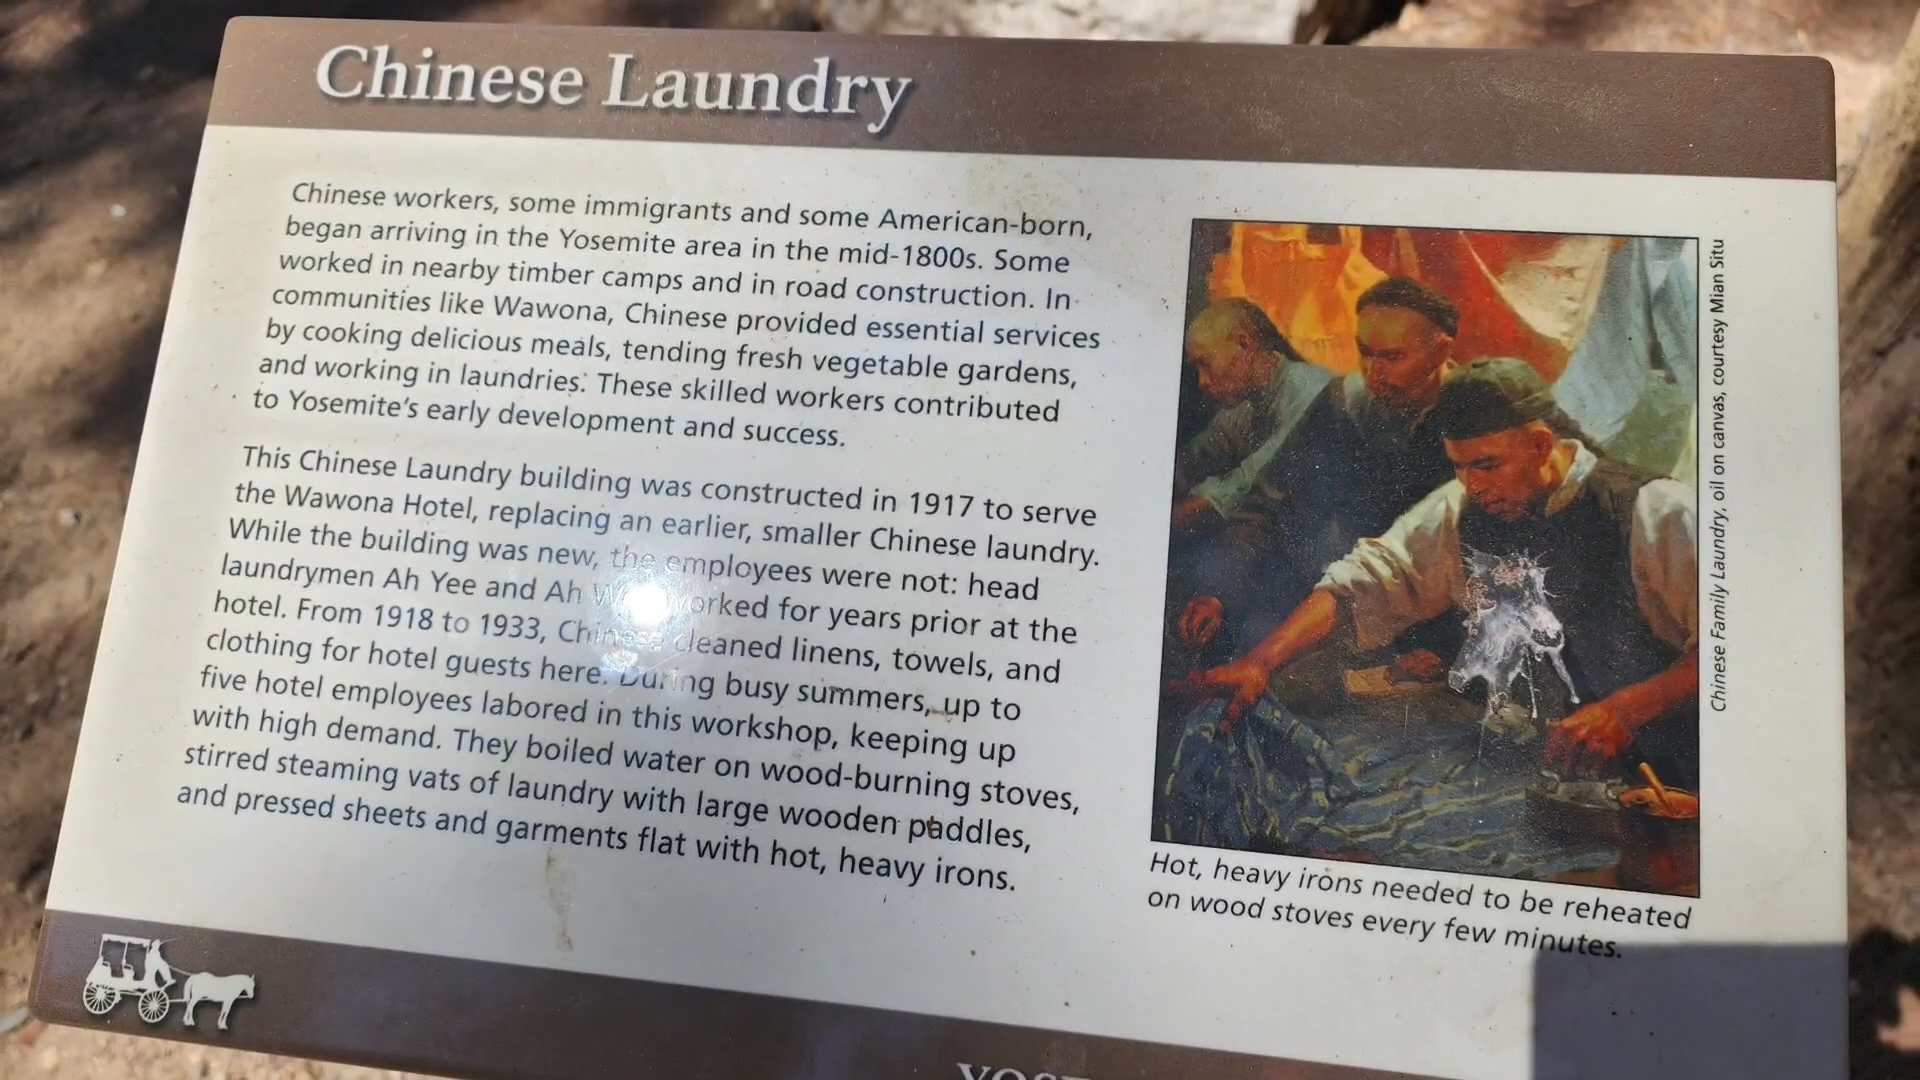 Chinese Laundry
Chinese workers, some immigrants and some American-born,
began arriving in the Yosemite area in the mid-1800s. Some
worked in nearby timber camps and in road construction. In
communities like Wawona, Chinese provided essential services
by cooking delicious meals, tending fresh vegetable gardens,
and working in laundries. These skilled workers contributed
to Yosemite's early development and success.
This Chinese Laundry building was constructed in 1917 to serve
the Wawona Hotel, replacing an earlier, smaller Chinese laundry.
While the building was new, the employees were not: head
laundrymen Ah Yee and Ah worked for years prior at the
hotel. From 1918 to 1933, Chinese cleaned linens, towels, and
clothing for hotel guests here. During busy summers, up to
five hotel employees labored in this workshop, keeping up
with high demand. They boiled water on wood-burning stoves,
stirred steaming vats of laundry with large wooden paddles,
and pressed sheets and garments flat with hot, heavy irons.
Chinese Family Laundry, oil on canvas, courtesy Mian Situ
Hot, heavy irons needed to be reheated
on wood stoves every few minutes.